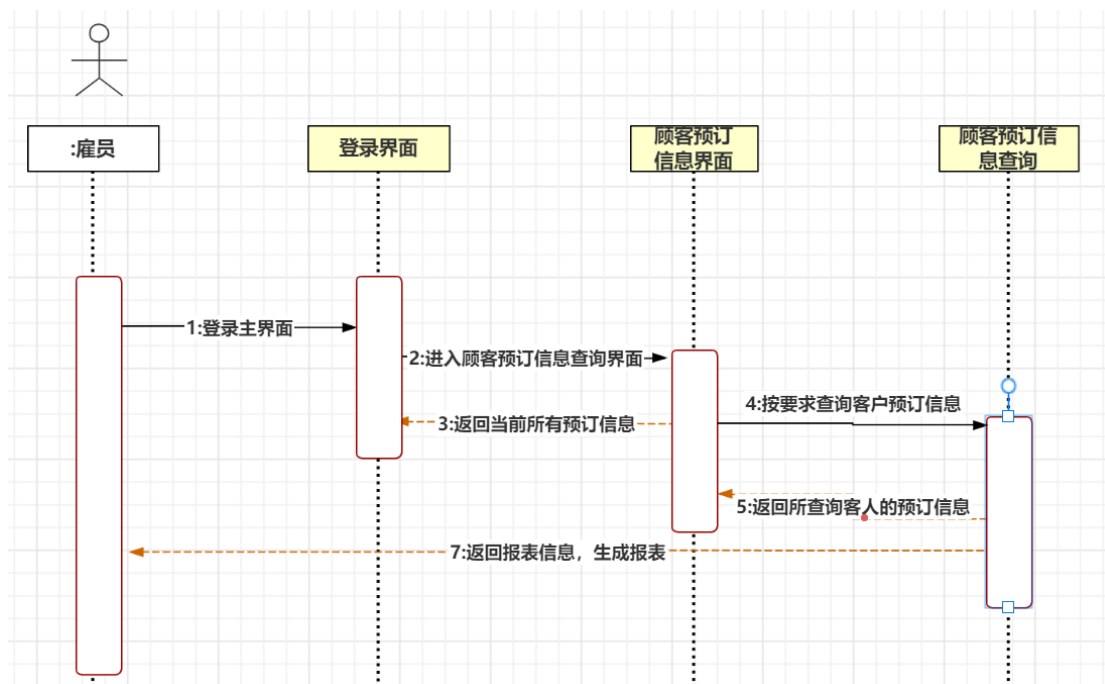 :雇员
登录界面
顾客预订
信息界面
顾客预订信
息查询
1:登录主界面
2:进入顾客预订信息查询界面
4:按要求查询客户预订信息
3:返回当前所有预订信息
5:返回所查询客人的预订信息
7:返回报表信息，生成报表